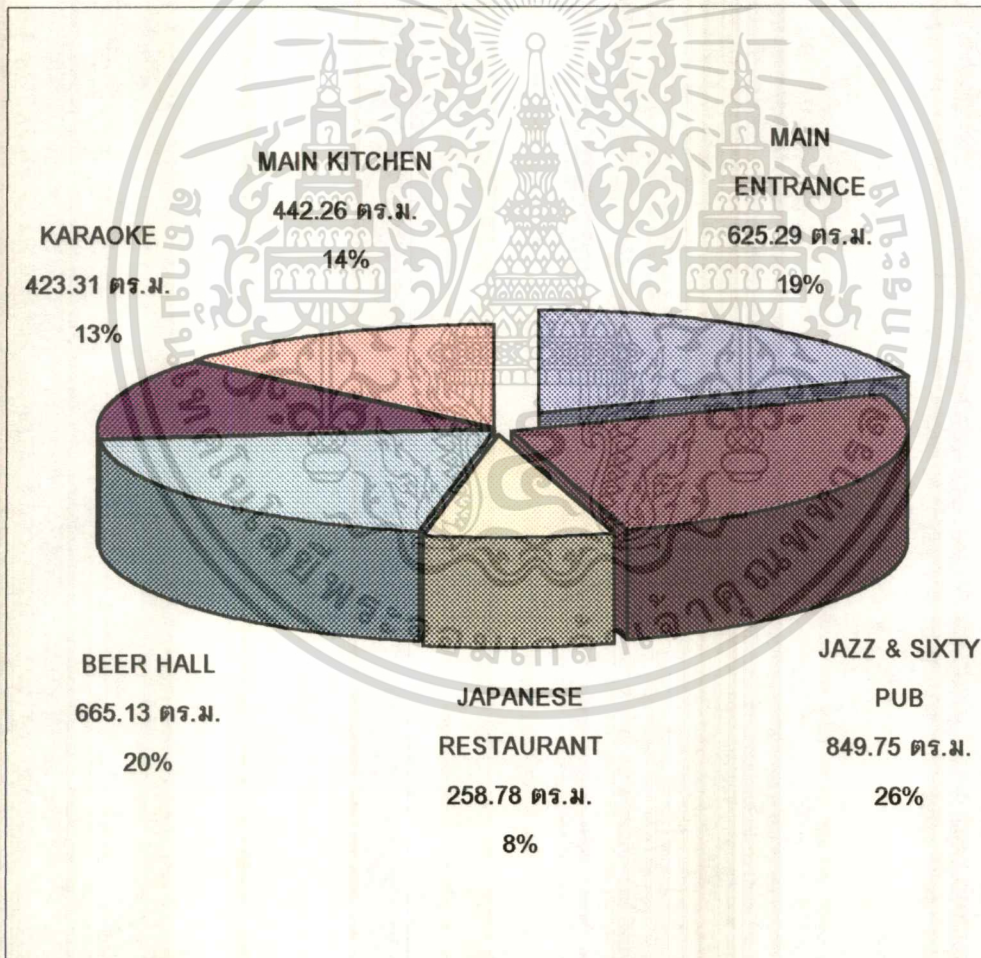 MAIN KITCHEN
442.26 ตร.ม.
14%
MAIN
ENTRANCE
625.29 ตร.ม.
19%
KARAOKE
423.31 ตร.ม.
13%
BEER HALL
665.13 ตร.ม.
20%
JAPANESE
RESTAURANT
258.78 ตร.ม.
8%
JAZZ & SIXTY
PUB
849.75 ตร.ม.
26%